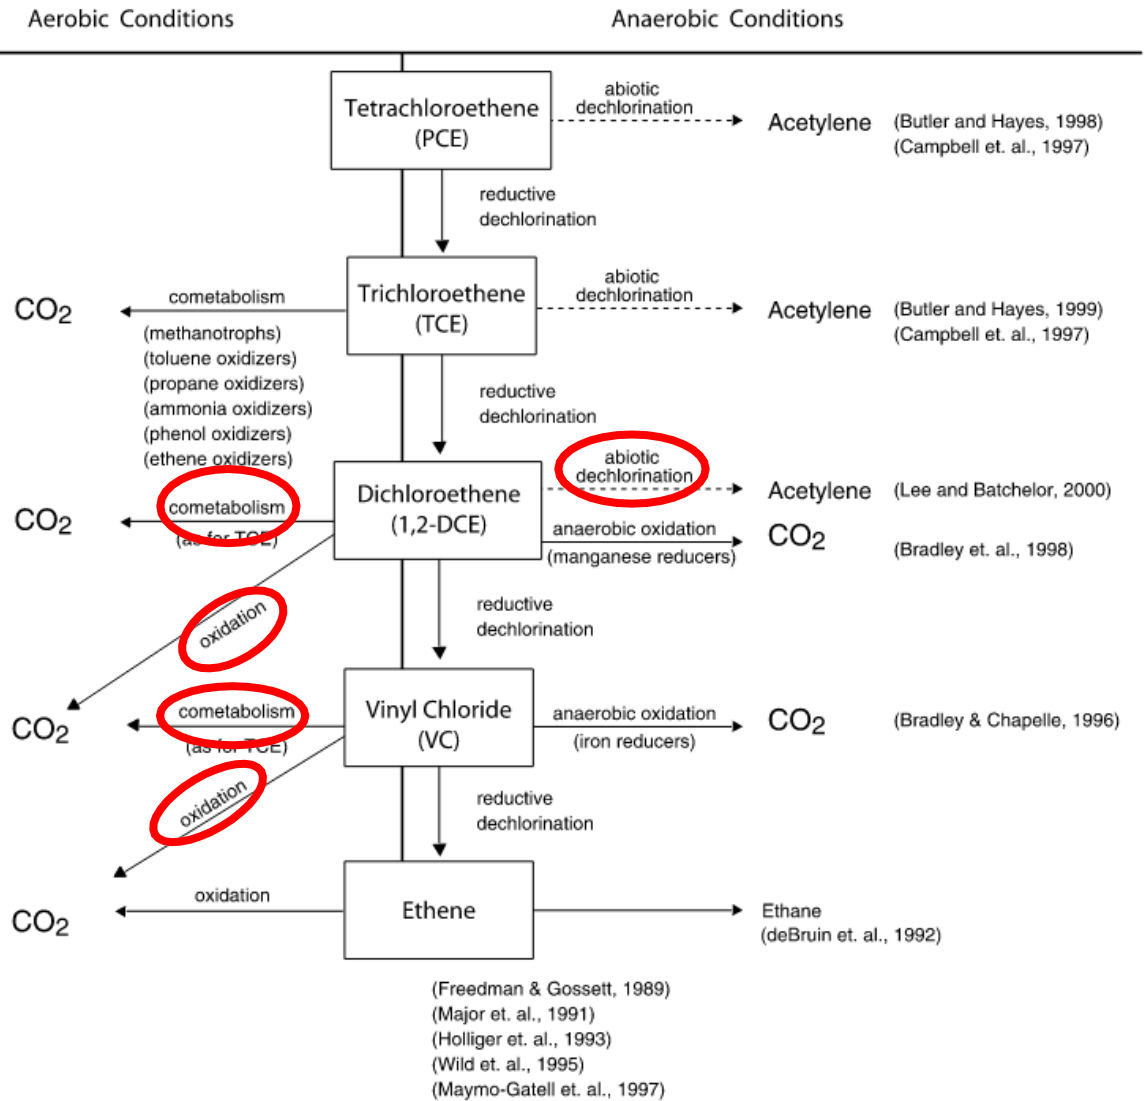 Aerobic Conditions
Anaerobic Conditions
Tetrachloroethene
(PCE)
abiotic
dechlorination
Acetylene
(Butler and Hayes, 1998)
(Campbell et. al., 1997)
reductive
dechlorination
CO2
cometabolism
(methanotrophs)
(toluene oxidizers)
(propane oxidizers)
(ammonia oxidizers)
(phenol oxidizers)
(ethene oxidizers)
Trichloroethene
(TCE)
abiotic
dechlorination
Acetylene
(Butler and Hayes, 1999)
(Campbell et. al., 1997)
reductive
dechlorination
CO2
cometabolism
(as for TCE)
Dichloroethene
(1,2-DCE)
abiotic
dechlorination
Acetylene
(Lee and Batchelor, 2000)
anaerobic oxidation
(manganese reducers)
CO2
(Bradley et. al., 1998)
oxidation
reductive
dechlorination
CO2
cometabolism
(as for TCE)
Vinyl Chloride
(VC)
anaerobic oxidation
(iron reducers)
CO2
(Bradley & Chapelle, 1996)
oxidation
reductive
dechlorination
CO2
oxidation
Ethene
Ethane
(deBruin et. al., 1992)
(Freedman & Gossett, 1989)
(Major et. al., 1991)
(Holliger et. al., 1993)
(Wild et. al., 1995)
(Maymo-Gatell et. al., 1997)